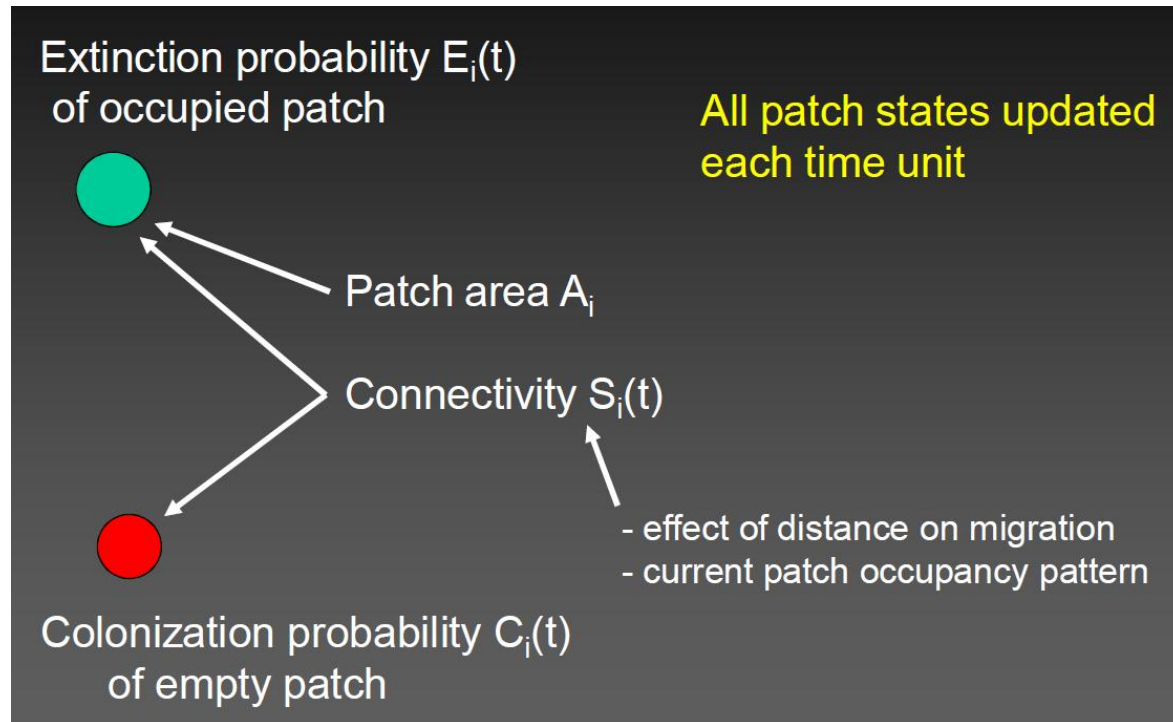 Extinction probability Eᵢ(t)
of occupied patch
All patch states updated
each time unit
Patch area Aᵢ
Connectivity Sᵢ(t)
- effect of distance on migration
- current patch occupancy pattern
Colonization probability Cᵢ(t)
of empty patch